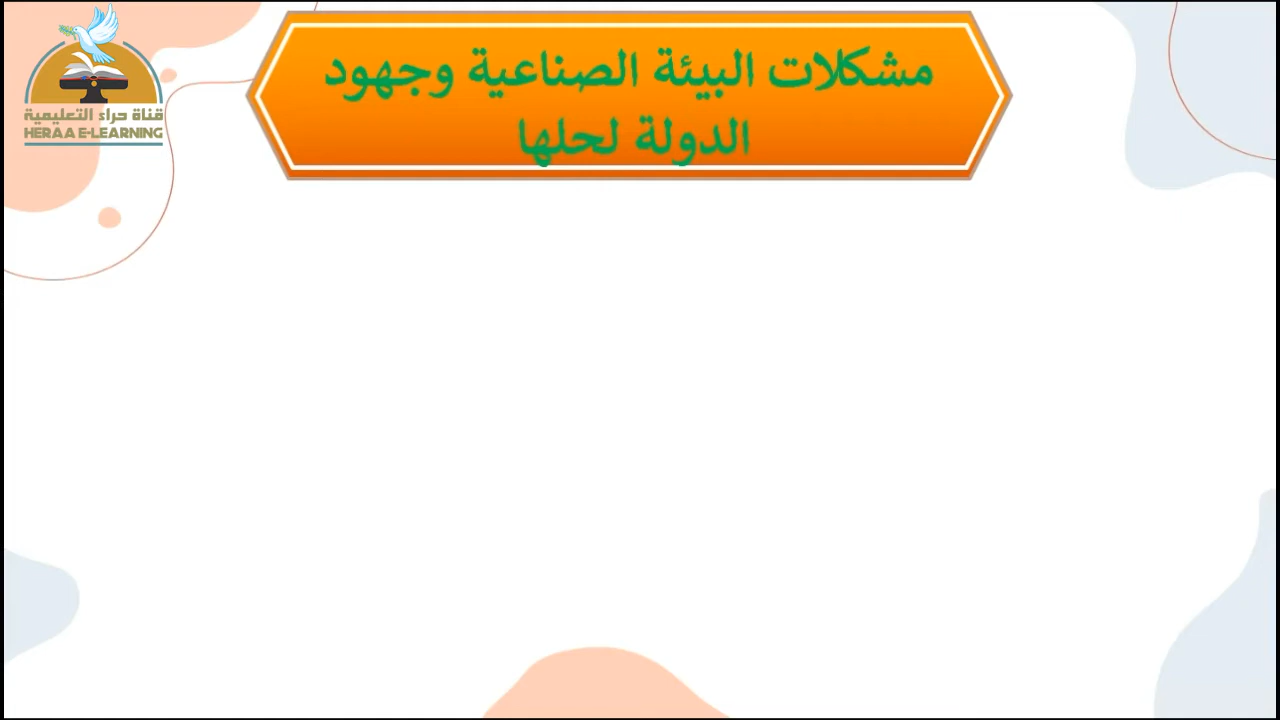 مشكلات البيئة الصناعية وجهود
الدولة لحلها
قناة حراء التعليمية
HERAA E-LEARNING